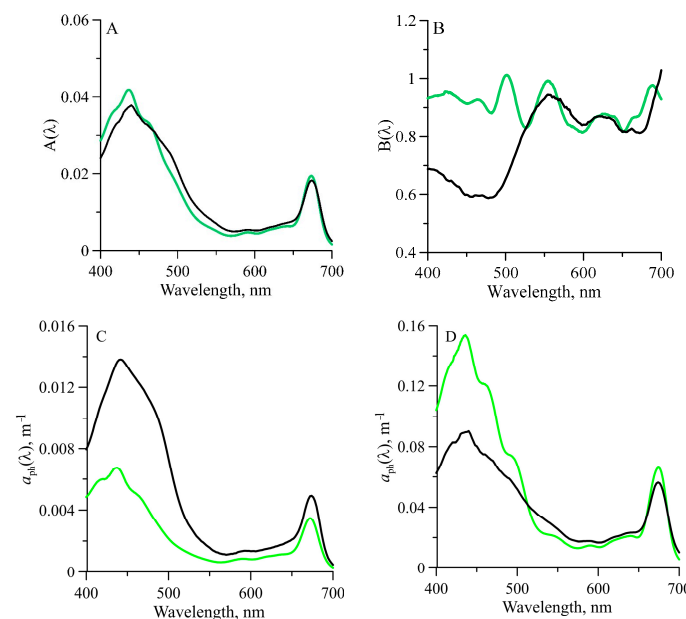 A
A(λ)
0.06
0.04
0.02
0
400 500 600 700
Wavelength, nm
B
B(λ)
1.2
1
0.8
0.6
0.4
400 500 600 700
Wavelength, nm
C
aph(λ), m-1
0.016
0.012
0.008
0.004
0
400 500 600 700
Wavelength, nm
D
aph(λ), m-1
0.16
0.12
0.08
0.04
0
400 500 600 700
Wavelength, nm